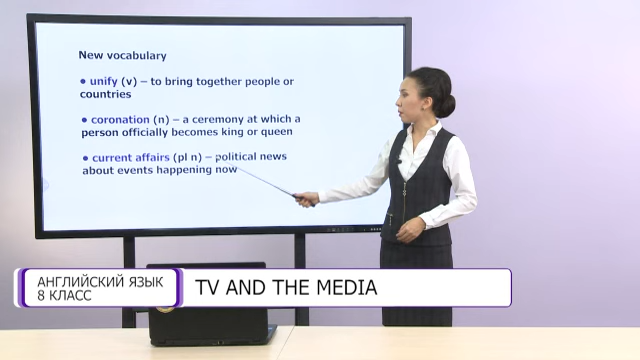 New vocabulary
● unify (v) – to bring together people or
countries
● coronation (n) – a ceremony at which a
person officially becomes king or queen
● current affairs (pl n) – political news
about events happening now
АНГЛИЙСКИЙ ЯЗЫК
8 КЛАСС
TV AND THE MEDIA